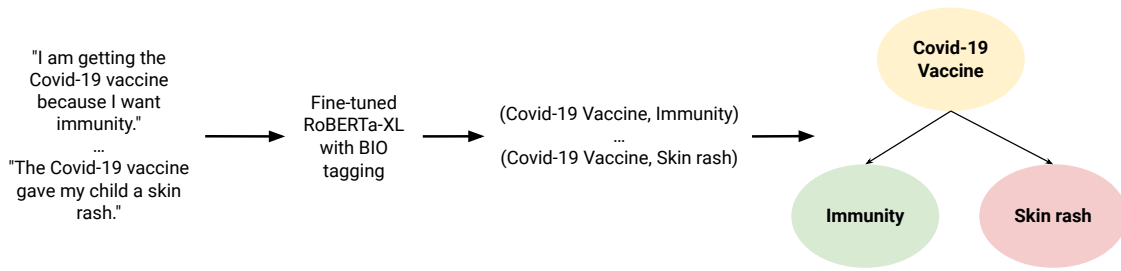 "I am getting the
Covid-19 vaccine
because I want
immunity."
...
"The Covid-19 vaccine
gave my child a skin
rash."
Fine-tuned
RoBERTa-XL
with BIO
tagging
(Covid-19 Vaccine, Immunity)
...
(Covid-19 Vaccine, Skin rash)
Covid-19
Vaccine
Immunity
Skin rash